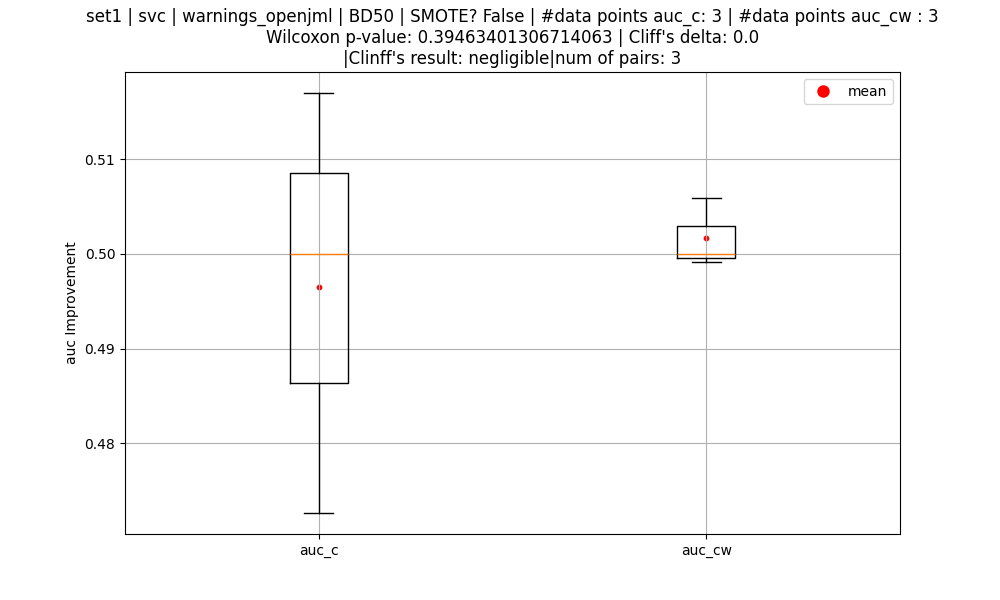 set1 | svc | warnings_openjml | BD50 | SMOTE? False | #data points auc_c: 3 | #data points auc_cw : 3
Wilcoxon p-value: 0.39463401306714063 | Cliff's delta: 0.0
|Clinff's result: negligible|num of pairs: 3
mean
0.51
0.50
0.49
0.48
auc Improvement
auc_c
auc_cw